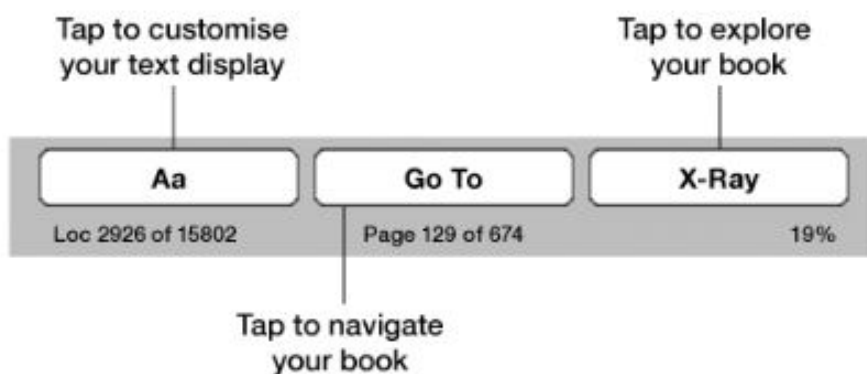 Tap to customise
your text display
Tap to explore
your book
Aa
Go To
X-Ray
Loc 2926 of 15802
Page 129 of 674
19%
Tap to navigate
your book